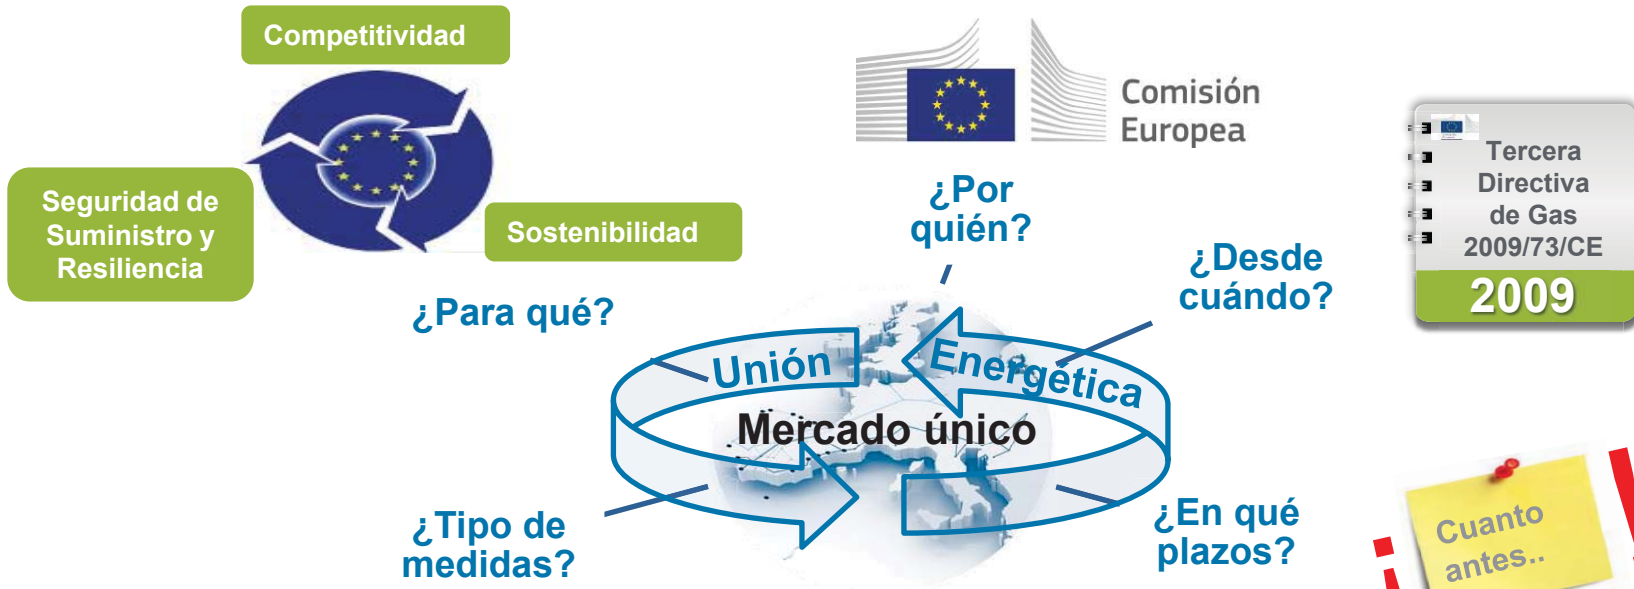 Competitividad
Seguridad de
Suministro y
Resiliencia
Sostenibilidad
Comisión
Europea
Tercera
Directiva
de Gas
2009/73/CE
2009
¿Por
quién?
¿Desde
cuándo?
¿Para qué?
Unión Energética
Mercado único
¿Tipo de
medidas?
¿En qué
plazos?
¡
Cuanto
antes..
!